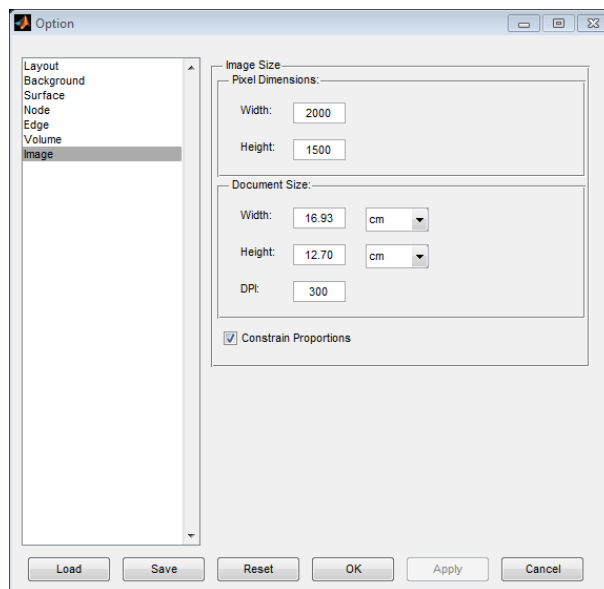 Option
Layout
Background
Surface
Node
Edge
Volume
Image
Image Size
Pixel Dimensions:
Width: 2000
Height: 1500
Document Size:
Width: 16.93 cm
Height: 12.70 cm
DPI: 300
Constrain Proportions
Load Save Reset OK Apply Cancel